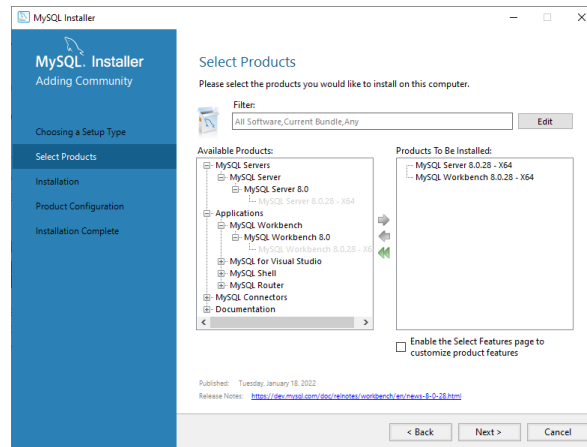 MySQL Installer
MySQL. Installer
Adding Community
Choosing a Setup Type
Select Products
Installation
Product Configuration
Installation Complete
Select Products
Please select the products you would like to install on this computer.
Filter:
All Software,Current Bundle,Any
Edit
Available Products:
MySQL Servers
MySQL Server
MySQL Server 8.0
MySQL Server 8.0.28 - X64
Applications
MySQL Workbench
MySQL Workbench 8.0
MySQL Workbench 8.0.28 - X6
MySQL for Visual Studio
MySQL Shell
MySQL Router
MySQL Connectors
Documentation
Products To Be Installed:
MySQL Server 8.0.28 - X64
MySQL Workbench 8.0.28 - X64
Enable the Select Features page to
customize product features
Published: Tuesday, January 18, 2022
Release Notes: https://dev.mysql.com/doc/relnotes/workbench/en/news-8-0-28.html
< Back
Next >
Cancel